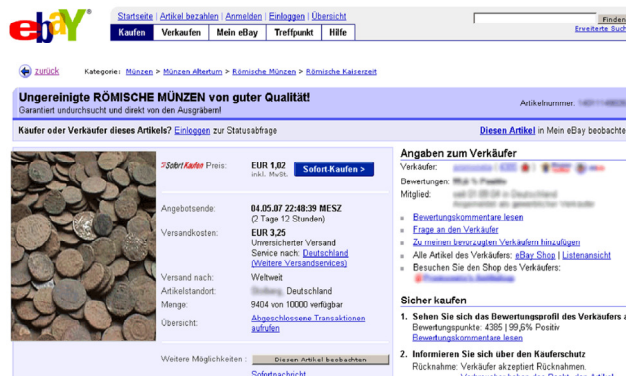 ebY
Startseite | Artikel bezahlen | Anmelden | Einloggen | Übersicht
Finden
Kaufen Verkaufen Mein eBay Treffpunkt Hilfe
Erweiterte Such
zurück Kategorie: Münzen > Münzen Altertum > Römische Münzen > Römische Kaiserzeit
Ungereinigte RÖMISCHE MÜNZEN von guter Qualität!
Garantiert undurchsucht und direkt von den Ausgräbern!
Artikelnummer:
Käufer oder Verkäufer dieses Artikels? Einloggen zur Statusabfrage
Diesen Artikel in Mein eBay beobachte
Sofort Kaufen Preis: EUR 1,02 Sofort-Kaufen >
inkl. MwSt.
Angebotsende: 04.05.07 22:48:39 MESZ
(2 Tage 12 Stunden)
Versandkosten: EUR 3,25
Unversicherter Versand
Service nach: Deutschland
(Weitere Versandservices)
Versand nach: Weltweit
Artikelstandort: , Deutschland
Menge: 9404 von 10000 verfügbar
Übersicht: Abgeschlossene Transaktionen
aufrufen
Weitere Möglichkeiten : Diesen Artikel beobachten
Sofortnachricht
Angaben zum Verkäufer
Verkäufer:
Bewertungen:
Mitglied:
Bewertungskommentare lesen
Frage an den Verkäufer
Zu meinen bevorzugten Verkäufern hinzufügen
Alle Artikel des Verkäufers: eBay Shop | Listenansicht
Besuchen Sie den Shop des Verkäufers:
Sicher kaufen
1. Sehen Sie sich das Bewertungsprofil des Verkäufers a
Bewertungspunkte: 4385 | 99,6% Positiv
Bewertungskommentare lesen
2. Informieren Sie sich über den Käuferschutz
Rücknahme: Verkäufer akzeptiert Rücknahmen.